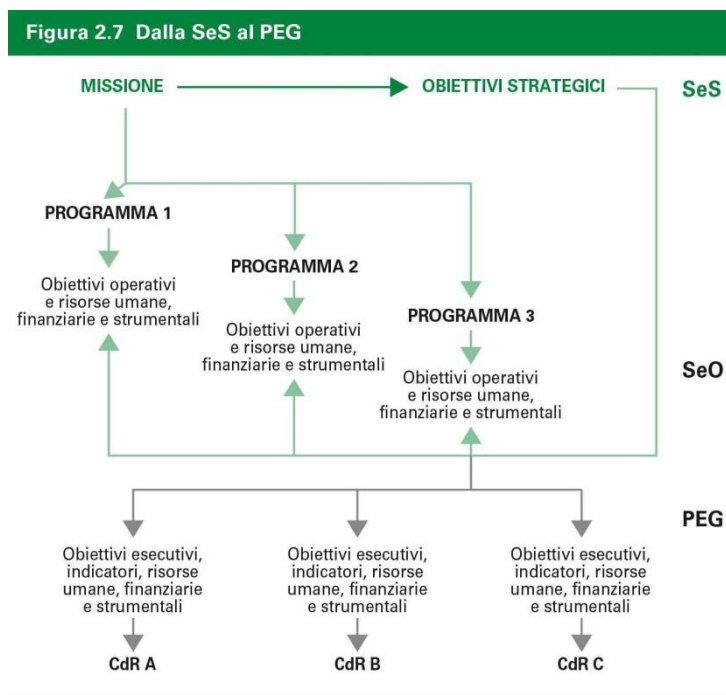 Figura 2.7 Dalla SeS al PEG
MISSIONE
OBIETTIVI STRATEGICI
SeS
PROGRAMMA 1
Obiettivi operativi
e risorse umane,
finanziarie e strumentali
PROGRAMMA 2
Obiettivi operativi
e risorse umane,
finanziarie e strumentali
PROGRAMMA 3
Obiettivi operativi
e risorse umane,
finanziarie e strumentali
SeO
PEG
Obiettivi esecutivi,
indicatori, risorse
umane, finanziarie
e strumentali
CdR A
Obiettivi esecutivi,
indicatori, risorse
umane, finanziarie
e strumentali
CdR B
Obiettivi esecutivi,
indicatori, risorse
umane, finanziarie
e strumentali
CdR C